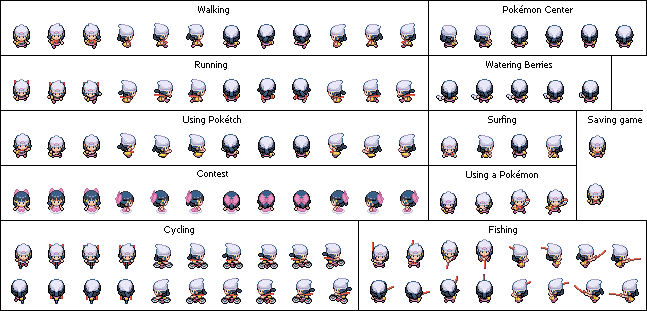 Walking
Pokémon Center
Running
Watering Berries
Using Pokétch
Surfing
Saving game
Contest
Using a Pokémon
Cycling
Fishing